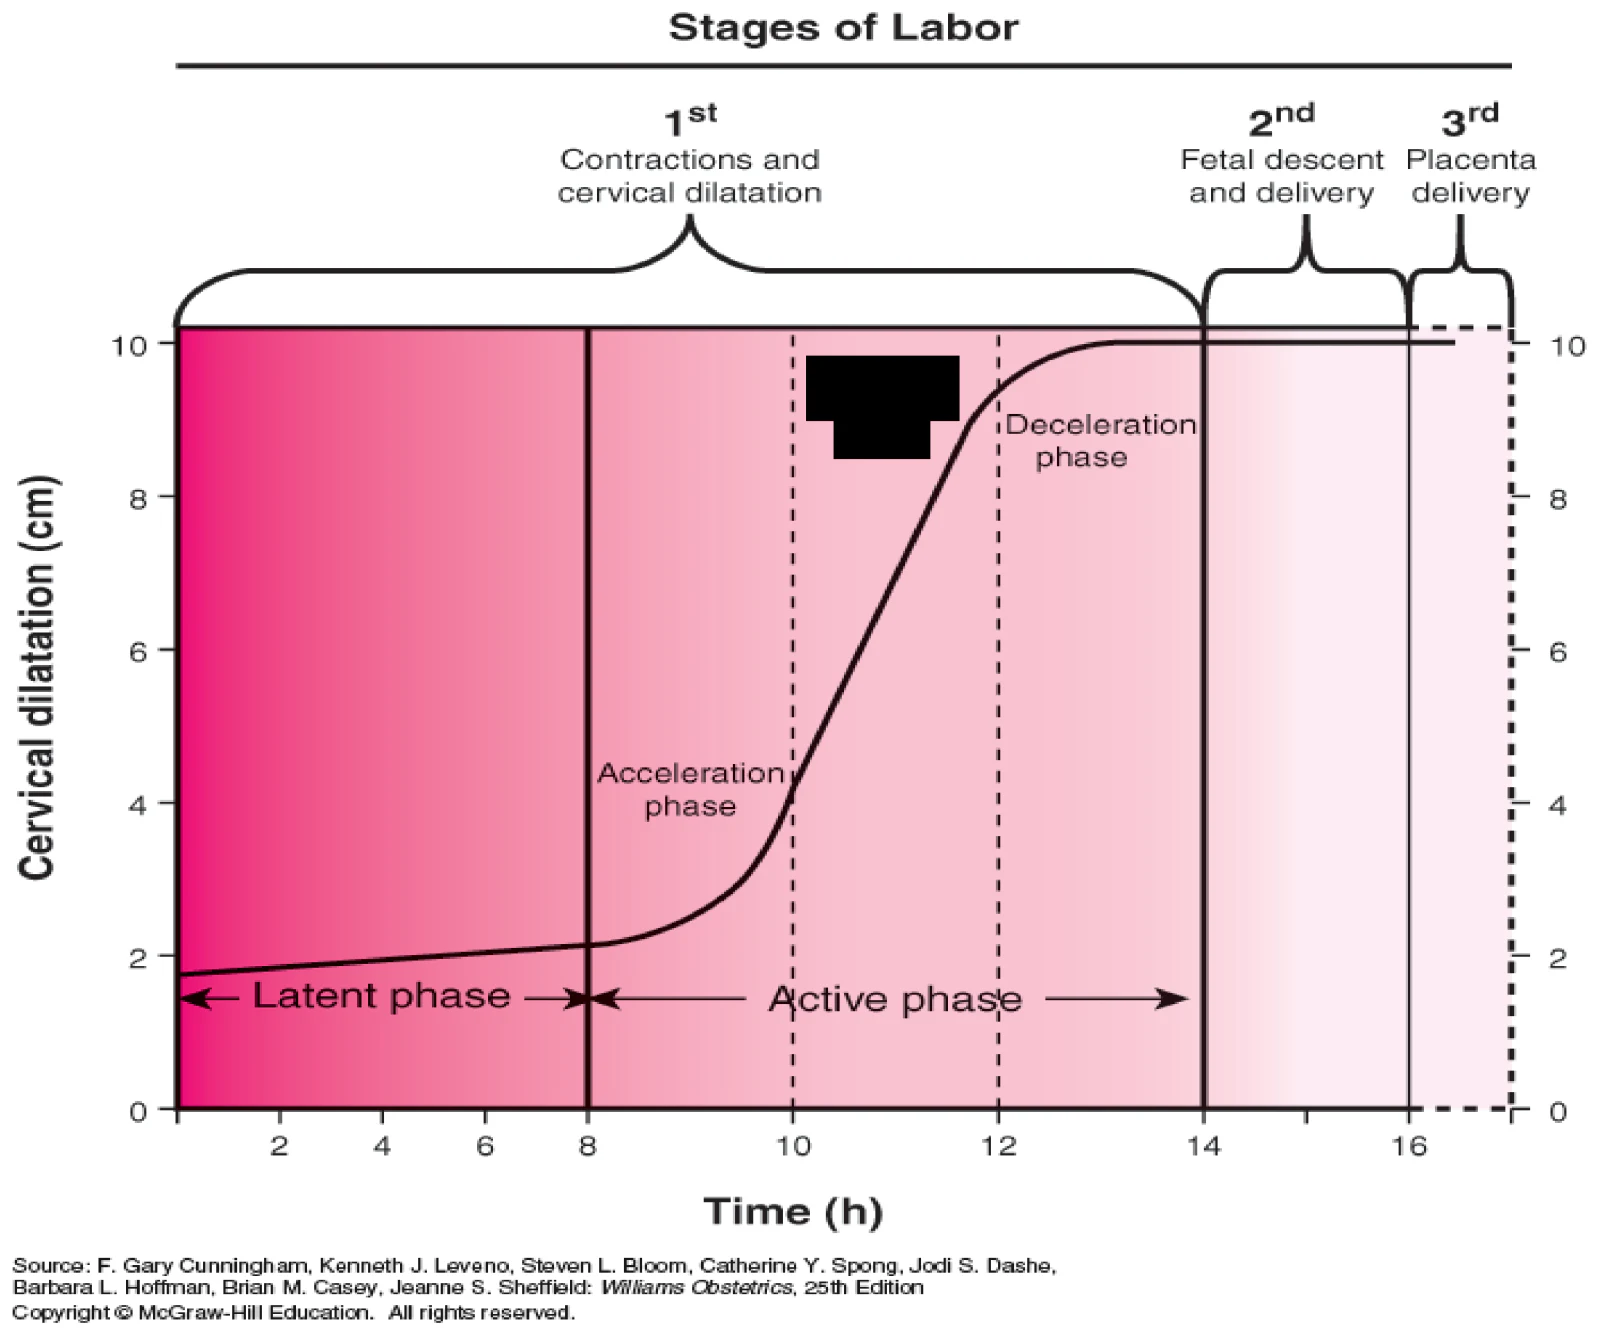 Stages of Labor
1st
Contractions and
cervical dilatation
2nd
Fetal descent
and delivery
3rd
Placenta
delivery
10
8
6
4
2
0
Cervical dilatation (cm)
Deceleration
phase
Acceleration
phase
Latent phase
Active phase
10
8
6
4
2
0
2 4 6 8 10 12 14 16
Time (h)
Source: F. Gary Cunningham, Kenneth J. Leveno, Steven L. Bloom, Catherine Y. Spong, Jodi S. Dashe,
Barbara L. Hoffman, Brian M. Casey, Jeanne S. Sheffield: Williams Obstetrics, 25th Edition
Copyright © McGraw-Hill Education. All rights reserved.